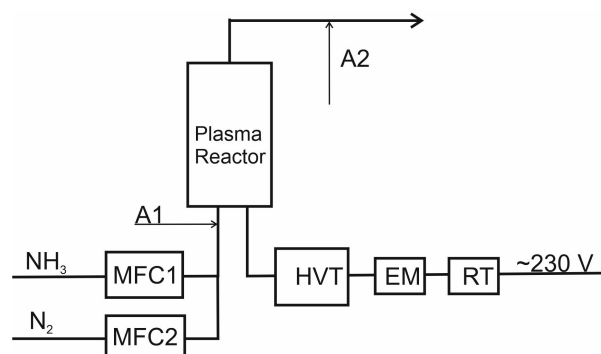 A2
Plasma
Reactor
A1
NH₃
MFC1
HVT
EM
RT
~230 V
N₂
MFC2